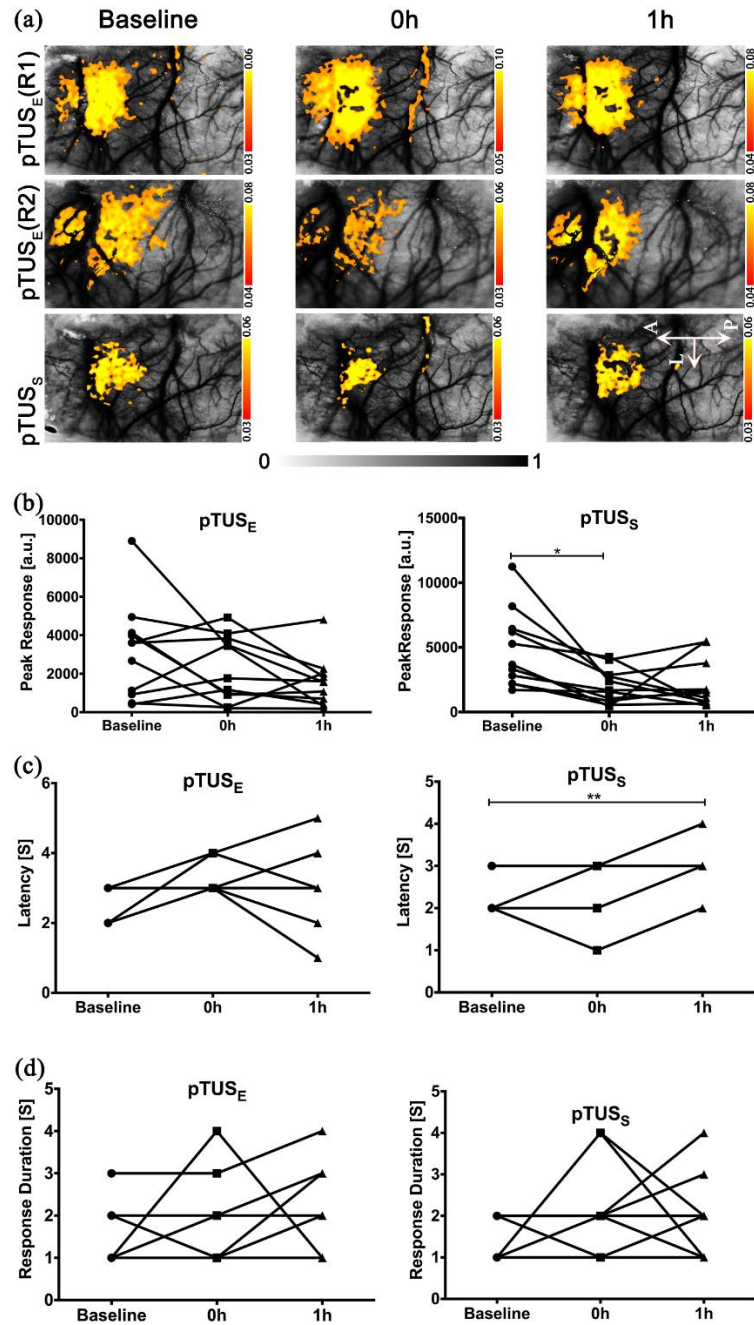 (a) Baseline 0h 1h
pTUSE(R1)
0.06
0.03
0.10
0.04
0.08
0.03
pTUSE(R2)
0.08
0.04
0.06
0.05
0.08
0.04
pTUSS
0.06
0.03
0.06
0.03
A
P
L
0.06
0.03
0 1
(b)
pTUSE
Peak Response [a.u.]
10000
8000
6000
4000
2000
0
Baseline 0h 1h
pTUSS
PeakResponse [a.u.]
15000
10000
5000
0
*
Baseline 0h 1h
(c)
pTUSE
Latency [S]
6
4
2
0
Baseline 0h 1h
pTUSS
Latency [S]
5
4
3
2
1
0
**
Baseline 0h 1h
(d)
pTUSE
Response Duration [S]
5
4
3
2
1
0
Baseline 0h 1h
pTUSS
Response Duration [S]
5
4
3
2
1
0
Baseline 0h 1h